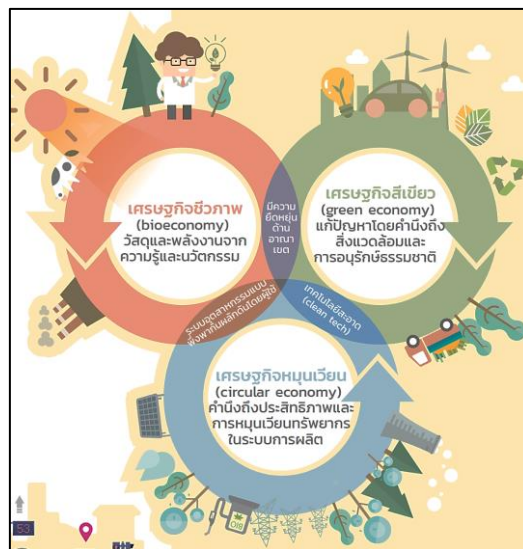 เศรษฐกิจชีวภาพ
(bioeconomy)
วัสดุและพลังงานจาก
ความรู้และนวัตกรรม
มีความ
ยืดหยุ่น
ด้าน
อาณา
เขต
เศรษฐกิจสีเขียว
(green economy)
แก้ปัญหาโดยคำนึงถึง
สิ่งแวดล้อมและ
การอนุรักษ์ธรรมชาติ
ระบบอุตสาหกรรมแบบ
พึ่งพากันผลักดันโดยผู้ใช้
เทคโนโลยีสะอาด
(clean tech)
เศรษฐกิจหมุนเวียน
(circular economy)
คำนึงถึงประสิทธิภาพและ
การหมุนเวียนทรัพยากร
ในระบบการผลิต
53